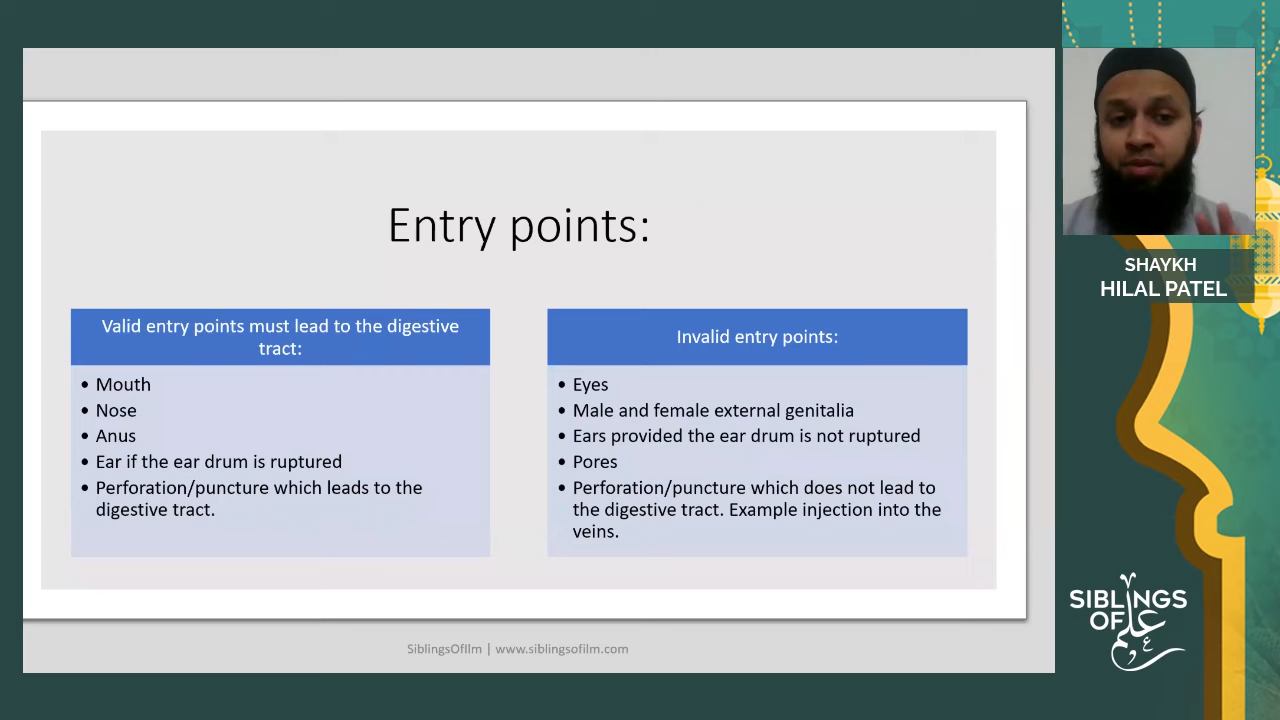 Entry points:
Valid entry points must lead to the digestive
tract:
• Mouth
• Nose
• Anus
• Ear if the ear drum is ruptured
• Perforation/puncture which leads to the
digestive tract.
Invalid entry points:
• Eyes
• Male and female external genitalia
• Ears provided the ear drum is not ruptured
• Pores
• Perforation/puncture which does not lead to
the digestive tract. Example injection into the
veins.
SiblingsOfIlm | www.siblingsofilm.com
SHAYKH
HILAL PATEL
SIBLINGS
OF علم